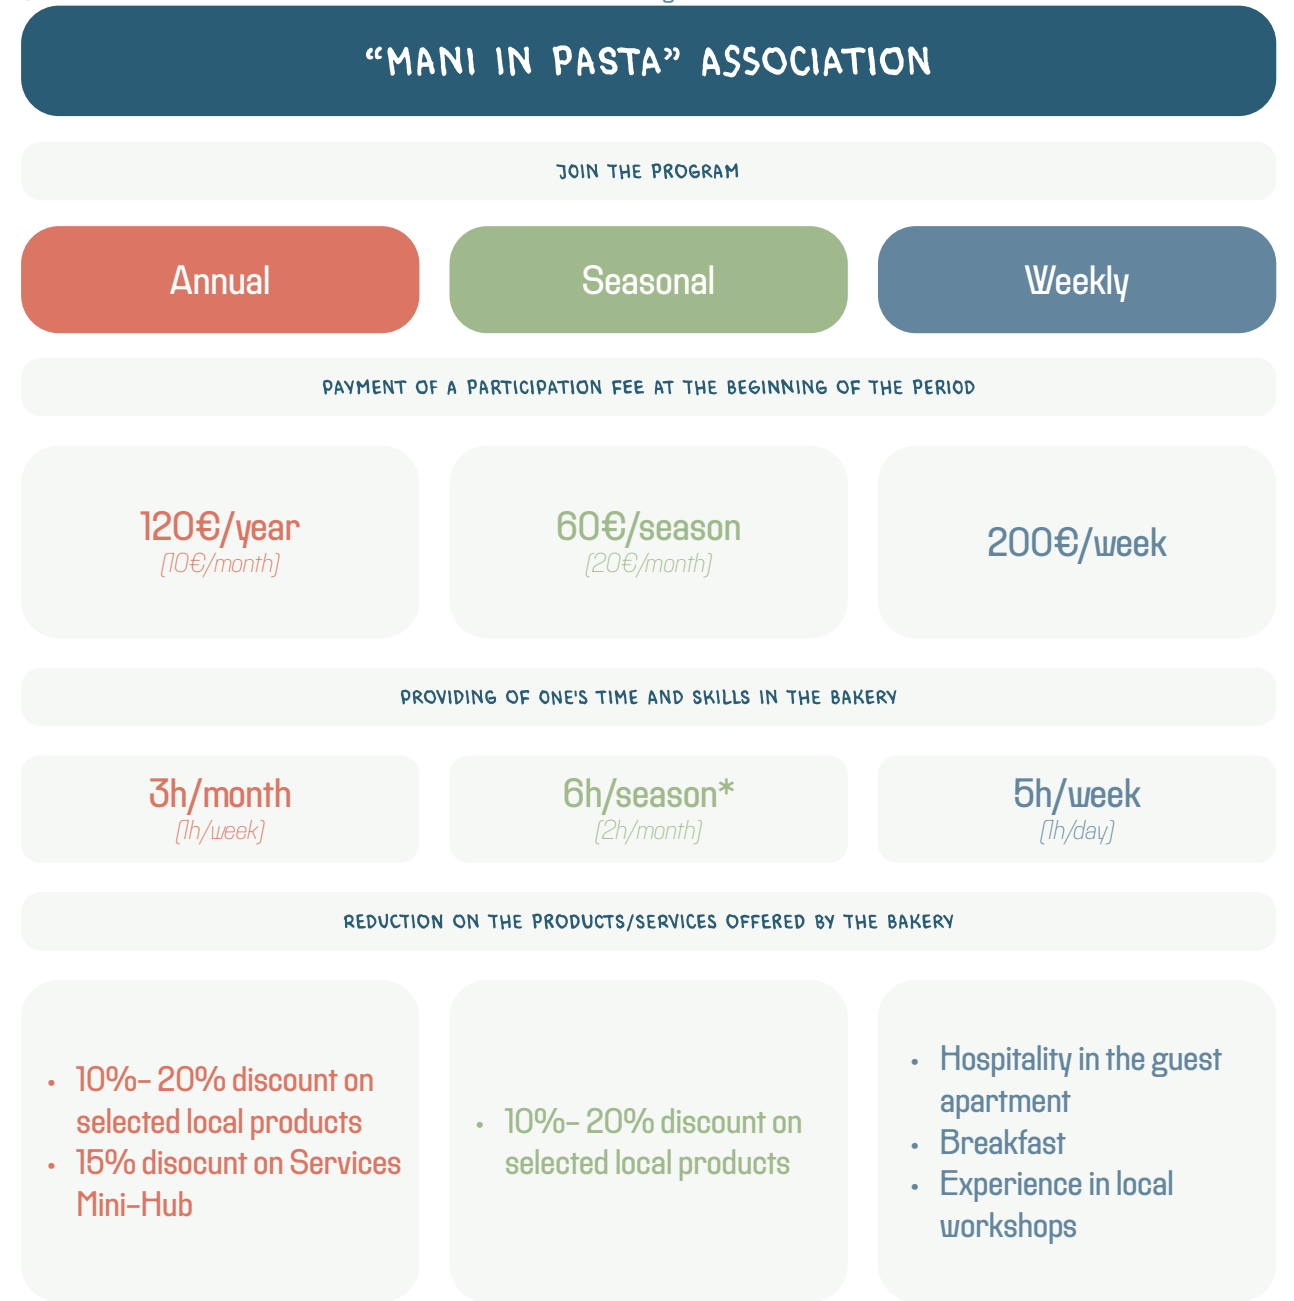 “MANI IN PASTA” ASSOCIATION
JOIN THE PROGRAM
Annual
Seasonal
Weekly
PAYMENT OF A PARTICIPATION FEE AT THE BEGINNING OF THE PERIOD
120€/year
(10€/month)
60€/season
(20€/month)
200€/week
PROVIDING OF ONE'S TIME AND SKILLS IN THE BAKERY
3h/month
(1h/week)
6h/season*
(2h/month)
5h/week
(1h/day)
REDUCTION ON THE PRODUCTS/SERVICES OFFERED BY THE BAKERY
• 10%- 20% discount on
selected local products
• 15% disocunt on Services
Mini-Hub
• 10%- 20% discount on
selected local products
• Hospitality in the guest
apartment
• Breakfast
• Experience in local
workshops